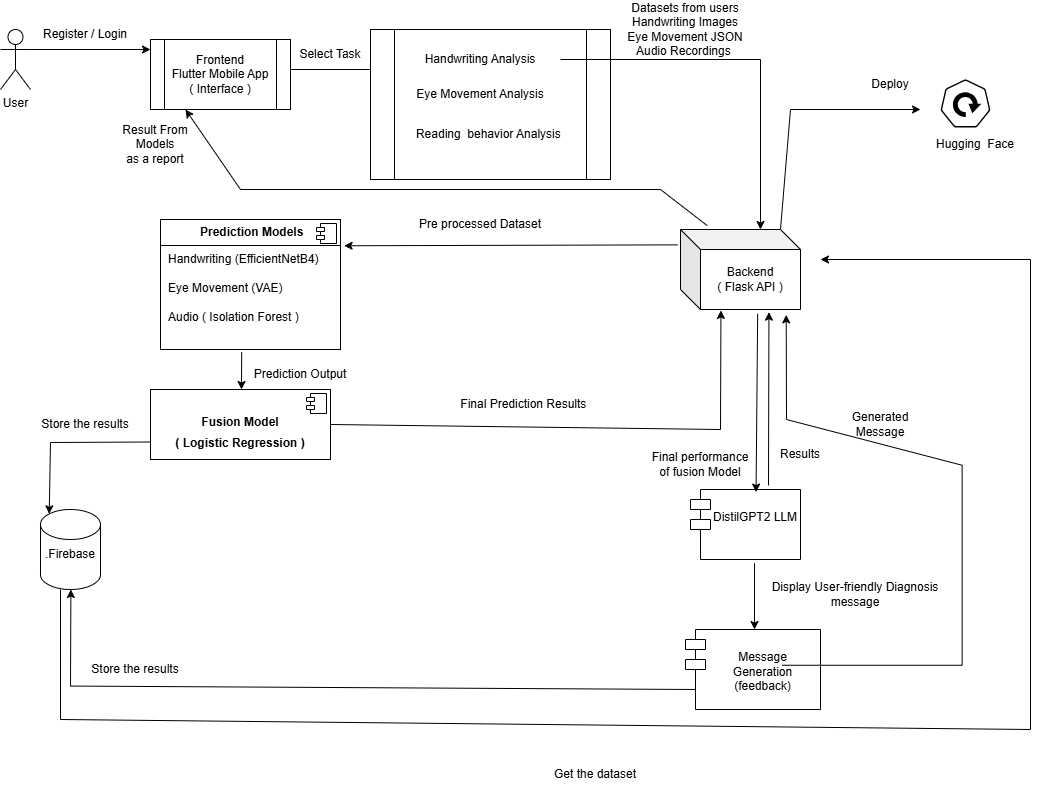 Datasets from users
Handwriting Images
Eye Movement JSON
Audio Recordings
Register / Login
User
Frontend
Flutter Mobile App
( Interface )
Select Task
Handwriting Analysis
Eye Movement Analysis
Reading behavior Analysis
Deploy
Hugging Face
Result From
Models
as a report
Pre processed Dataset
Prediction Models
Handwriting (EfficientNetB4)
Eye Movement (VAE)
Audio ( Isolation Forest )
Backend
( Flask API )
Prediction Output
Fusion Model
( Logistic Regression )
Final Prediction Results
Store the results
Generated
Message
Final performance
of fusion Model
Results
DistilGPT2 LLM
.Firebase
Display User-friendly Diagnosis
message
Message
Generation
(feedback)
Store the results
Get the dataset